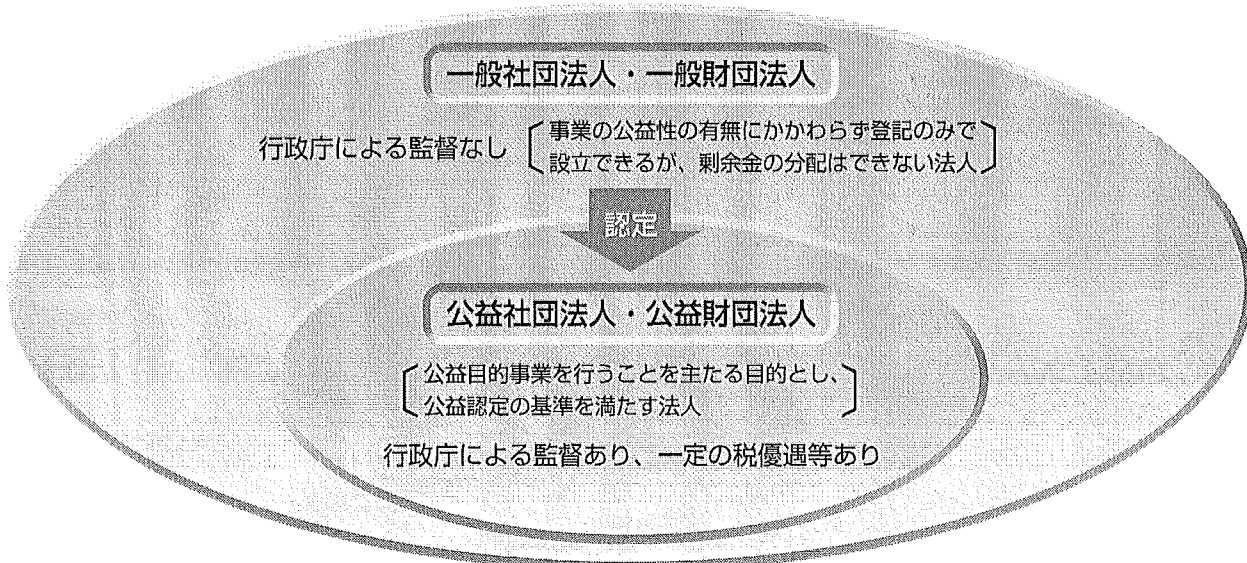 一般社団法人・一般財団法人
行政庁による監督なし
事業の公益性の有無にかかわらず登記のみで
設立できるが、剰余金の分配はできない法人
認定
公益社団法人・公益財団法人
公益目的事業を行うことを主たる目的とし、
公益認定の基準を満たす法人
行政庁による監督あり、一定の税優遇等あり